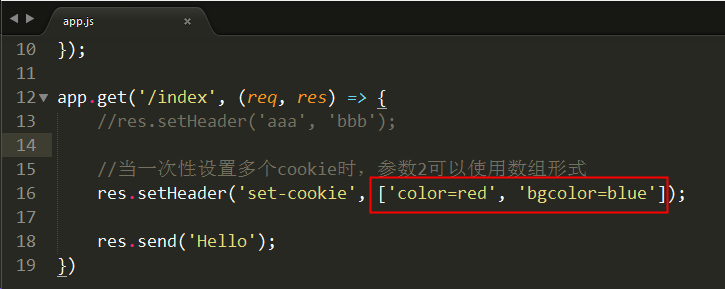 app.js ×
10 });
11
12 app.get('/index', (req, res) => {
13 //res.setHeader('aaa', 'bbb');
14
15 //当一次性设置多个cookie时，参数2可以使用数组形式
16 res.setHeader('set-cookie', ['color=red', 'bgcolor=blue']);
17
18 res.send('Hello');
19 })